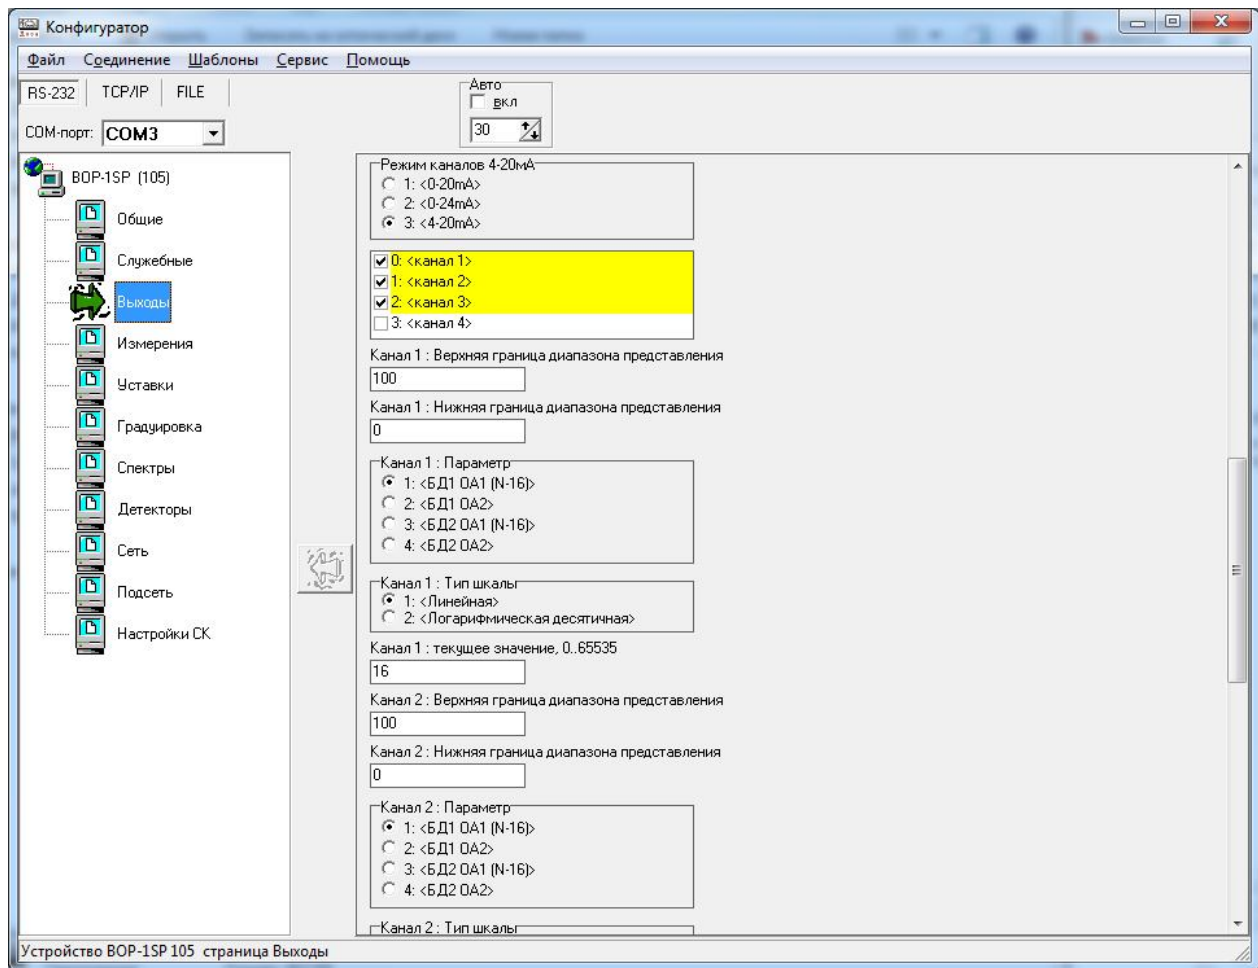 Конфигуратор
Файл Соединение Шаблоны Сервис Помощь
RS-232 TCP/IP FILE
COM-порт: COM3
Авто
вкл
30
BOP-1SP (105)
Общие
Служебные
Выходы
Измерения
Уставки
Градуировка
Спектры
Детекторы
Сеть
Подсеть
Настройки СК
Режим каналов 4-20мА
1: <0-20mA>
2: <0-24mA>
3: <4-20mA>
0: <канал 1>
1: <канал 2>
2: <канал 3>
3: <канал 4>
Канал 1 : Верхняя граница диапазона представления
100
Канал 1 : Нижняя граница диапазона представления
0
Канал 1 : Параметр
1: <БД1 ОА1 (N-16)>
2: <БД1 ОА2>
3: <БД2 ОА1 (N-16)>
4: <БД2 ОА2>
Канал 1 : Тип шкалы
1: <Линейная>
2: <Логарифмическая десятичная>
Канал 1 : текущее значение, 0..65535
16
Канал 2 : Верхняя граница диапазона представления
100
Канал 2 : Нижняя граница диапазона представления
0
Канал 2 : Параметр
1: <БД1 ОА1 (N-16)>
2: <БД1 ОА2>
3: <БД2 ОА1 (N-16)>
4: <БД2 ОА2>
Канал 2 : Тип шкалы
Устройство BOP-1SP 105 страница Выходы